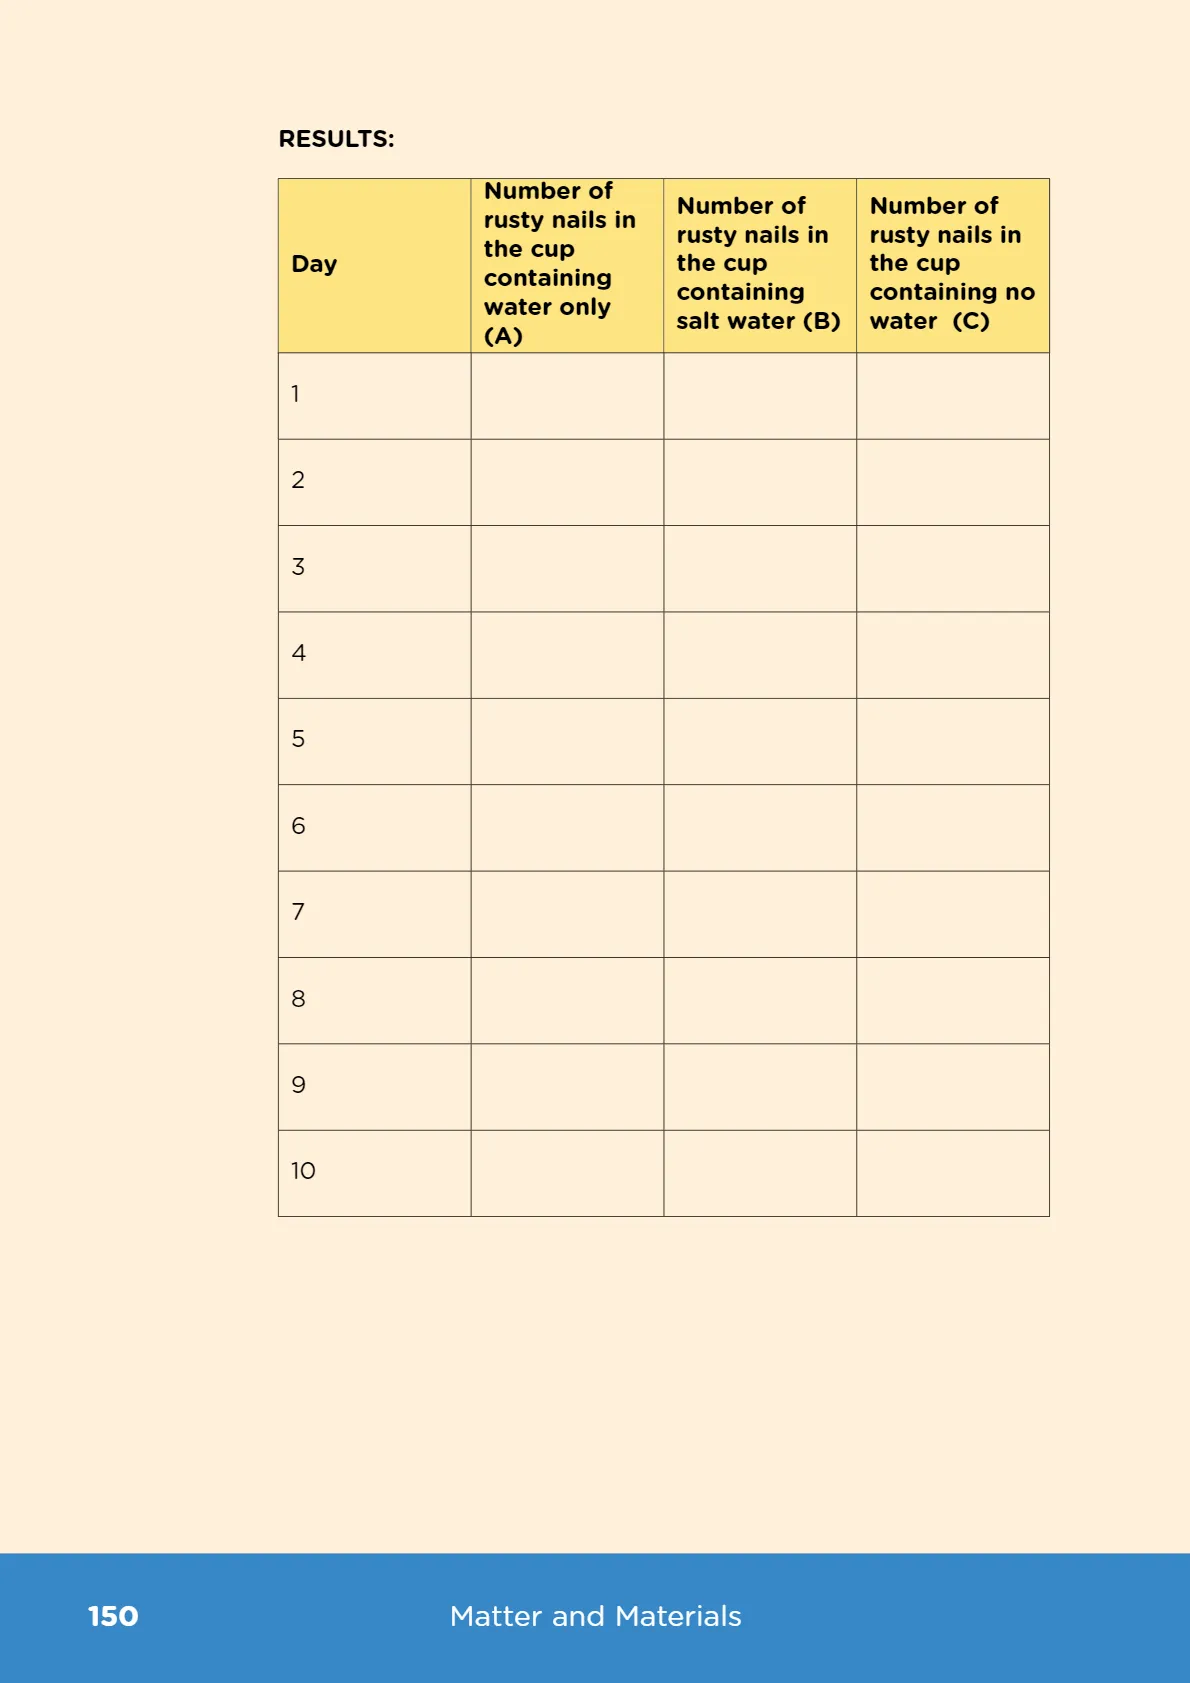 RESULTS:
Day
Number of
rusty nails in
the cup
containing
water only
(A)
Number of
rusty nails in
the cup
containing
salt water (B)
Number of
rusty nails in
the cup
containing no
water (C)
1
2
3
4
5
6
7
8
9
10
150
Matter and Materials